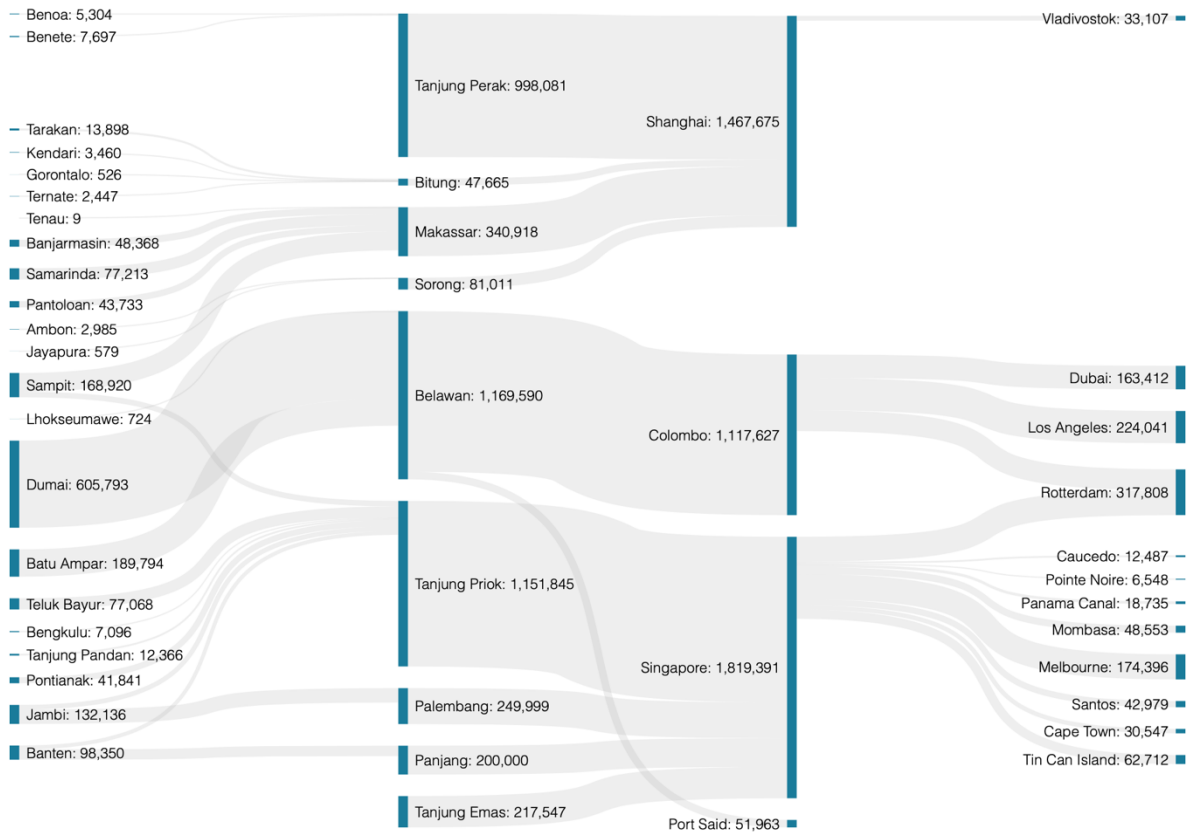 Benoa: 5,304
Benete: 7,697
Tarakan: 13,898
Kendari: 3,460
Gorontalo: 526
Ternate: 2,447
Tenau: 9
Banjarmasin: 48,368
Samarinda: 77,213
Pantoloan: 43,733
Ambon: 2,985
Jayapura: 579
Sampit: 168,920
Lhokseumawe: 724
Dumai: 605,793
Batu Ampar: 189,794
Teluk Bayur: 77,068
Bengkulu: 7,096
Tanjung Pandan: 12,366
Pontianak: 41,841
Jambi: 132,136
Banten: 98,350
Tanjung Perak: 998,081
Bitung: 47,665
Makassar: 340,918
Sorong: 81,011
Belawan: 1,169,590
Tanjung Priok: 1,151,845
Palembang: 249,999
Panjang: 200,000
Tanjung Emas: 217,547
Shanghai: 1,467,675
Colombo: 1,117,627
Singapore: 1,819,391
Port Said: 51,963
Vladivostok: 33,107
Dubai: 163,412
Los Angeles: 224,041
Rotterdam: 317,808
Caucedo: 12,487
Pointe Noire: 6,548
Panama Canal: 18,735
Mombasa: 48,553
Melbourne: 174,396
Santos: 42,979
Cape Town: 30,547
Tin Can Island: 62,712